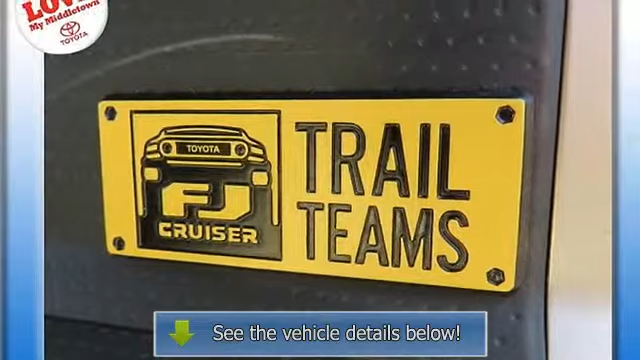 LOVE
My Middletown
TOYOTA
TOYOTA
FJ
CRUISER
TRAIL
TEAMS
See the vehicle details below!